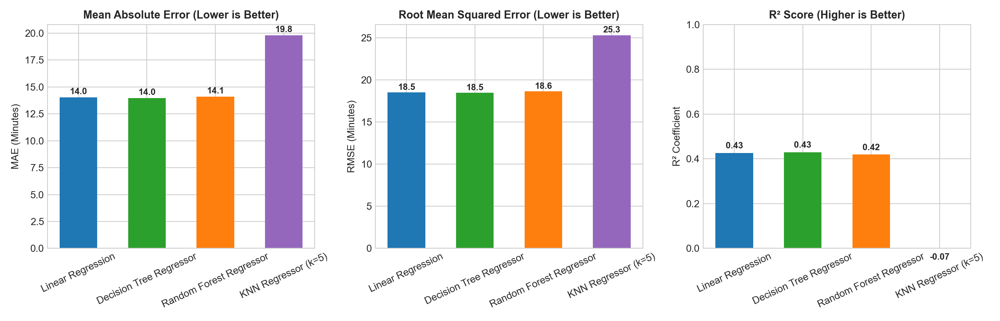 Mean Absolute Error (Lower is Better)
MAE (Minutes)
20.0
17.5
15.0
12.5
10.0
7.5
5.0
2.5
0.0
14.0
14.0
14.1
19.8
Linear Regression
Decision Tree Regressor
Random Forest Regressor
KNN Regressor (k=5)
Root Mean Squared Error (Lower is Better)
RMSE (Minutes)
25
20
15
10
5
0
18.5
18.5
18.6
25.3
Linear Regression
Decision Tree Regressor
Random Forest Regressor
KNN Regressor (k=5)
R² Score (Higher is Better)
R² Coefficient
1.0
0.8
0.6
0.4
0.2
0.0
0.43
0.43
0.42
-0.07
Linear Regression
Decision Tree Regressor
Random Forest Regressor
KNN Regressor (k=5)